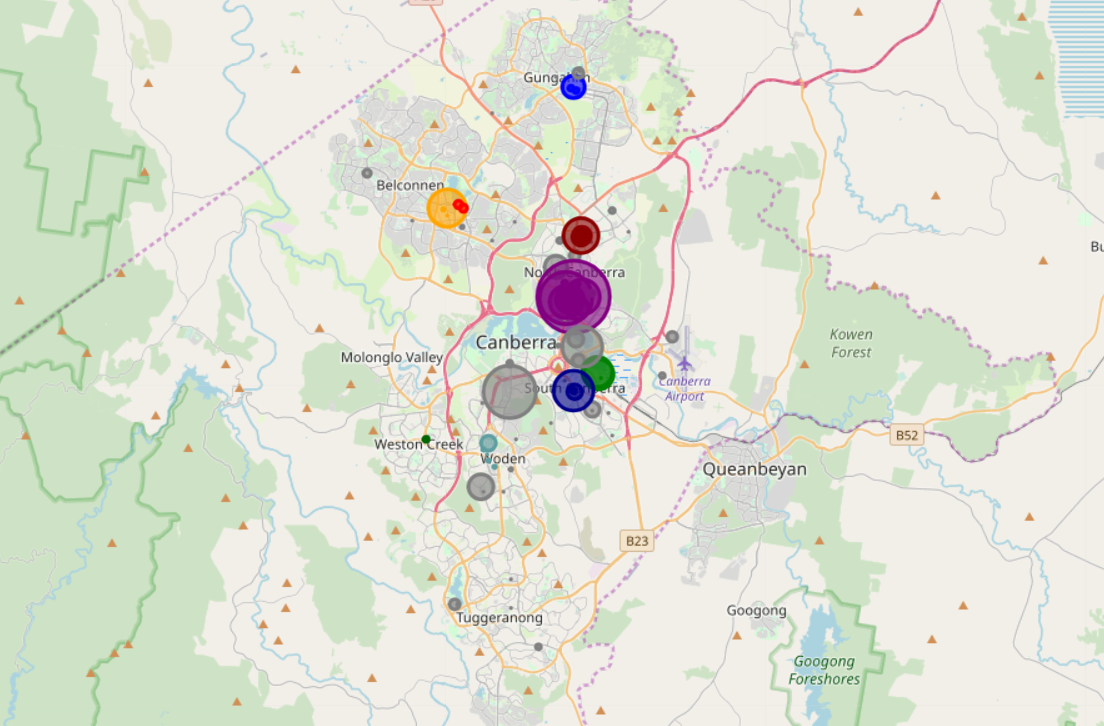 Gungahlin
Belconnen
North Canberra
Canberra
Molonglo Valley
Kowen
Forest
Canberra
Airport
South Canberra
Weston Creek
Woden
B52
Queanbeyan
B23
Googong
Tuggeranong
Googong
Foreshores